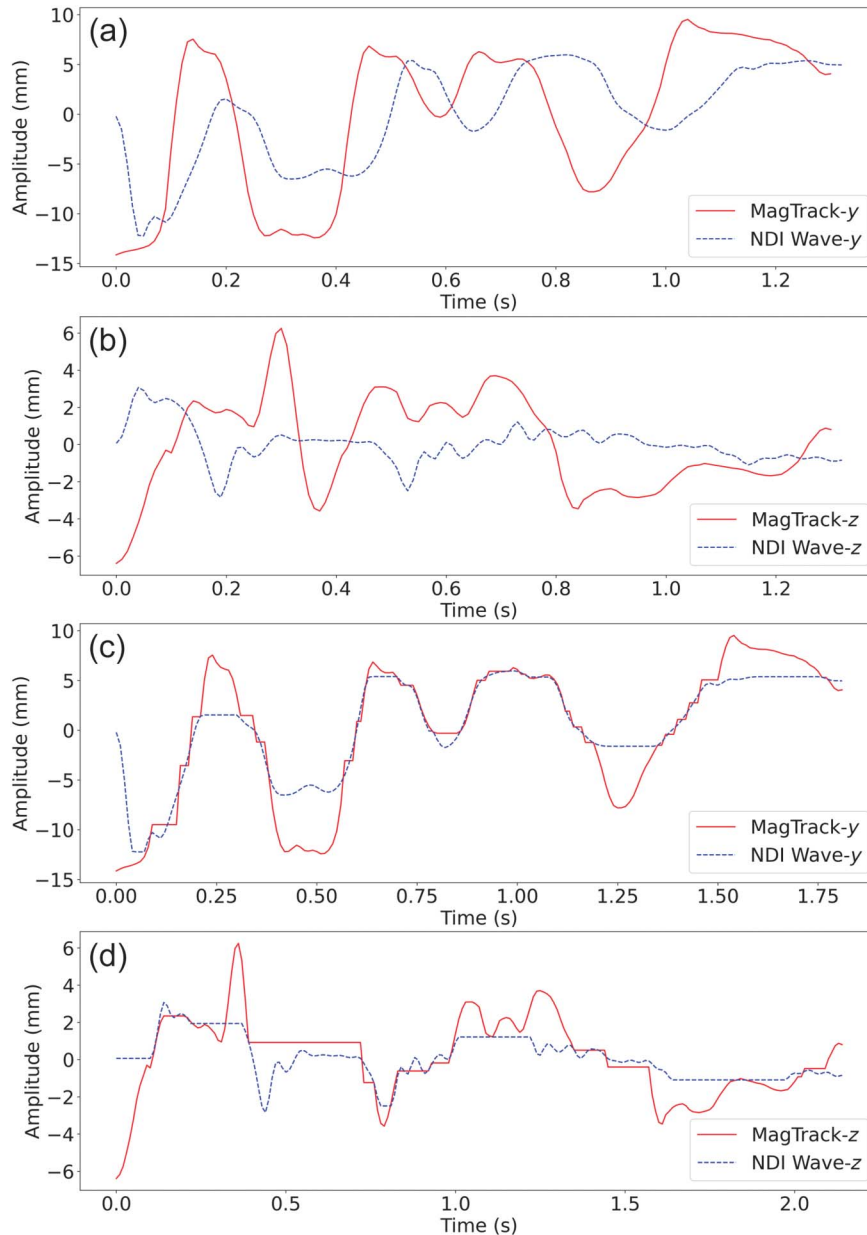 (a)
10
5
0
−5
−10
−15
Amplitude (mm)
MagTrack-y
NDI Wave-y
0.0 0.2 0.4 0.6 0.8 1.0 1.2
Time (s)
(b)
6
4
2
0
−2
−4
−6
Amplitude (mm)
MagTrack-z
NDI Wave-z
0.0 0.2 0.4 0.6 0.8 1.0 1.2
Time (s)
(c)
10
5
0
−5
−10
−15
Amplitude (mm)
MagTrack-y
NDI Wave-y
0.00 0.25 0.50 0.75 1.00 1.25 1.50 1.75
Time (s)
(d)
6
4
2
0
−2
−4
−6
Amplitude (mm)
MagTrack-z
NDI Wave-z
0.0 0.5 1.0 1.5 2.0
Time (s)